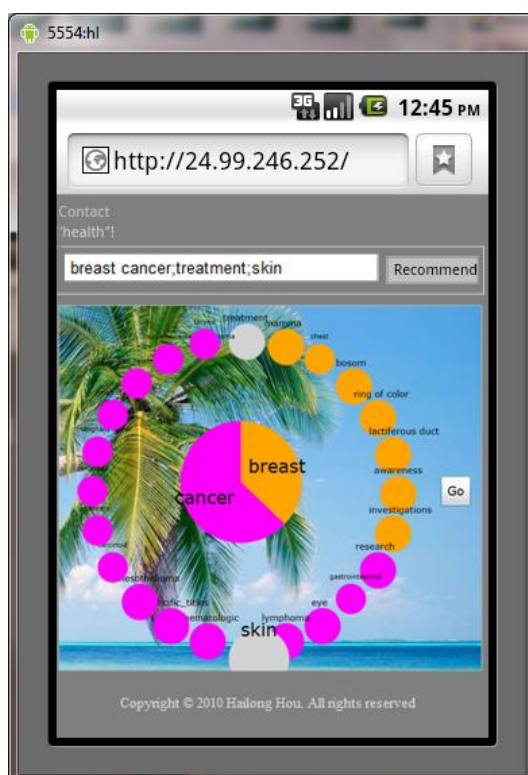 5554:hl
3G 12:45 PM
http://24.99.246.252/
Contact
'health"!
breast cancer;treatment;skin
Recommend
treatment
mamma
chest
bosom
ring of color
lactiferous duct
breast
awareness
cancer
Go
investigations
research
gastrointestinal
eye
lymphoma
skin
Copyright © 2010 Hailong Hou. All rights reserved